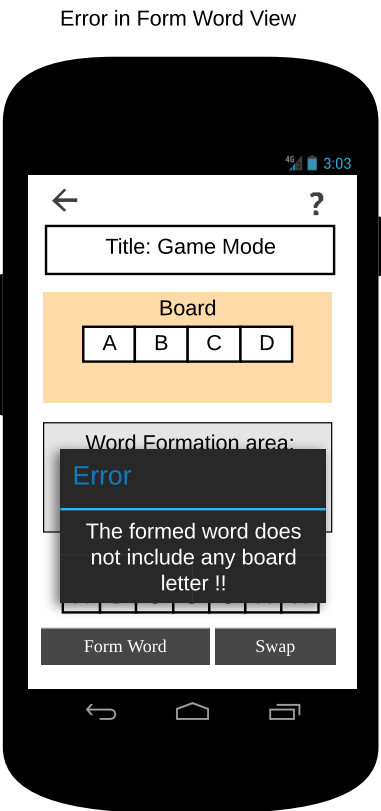 Error in Form Word View
4G 3:03
?
Title: Game Mode
Board
A B C D
Word Formation area:
Error
The formed word does
not include any board
letter !!
Form Word Swap